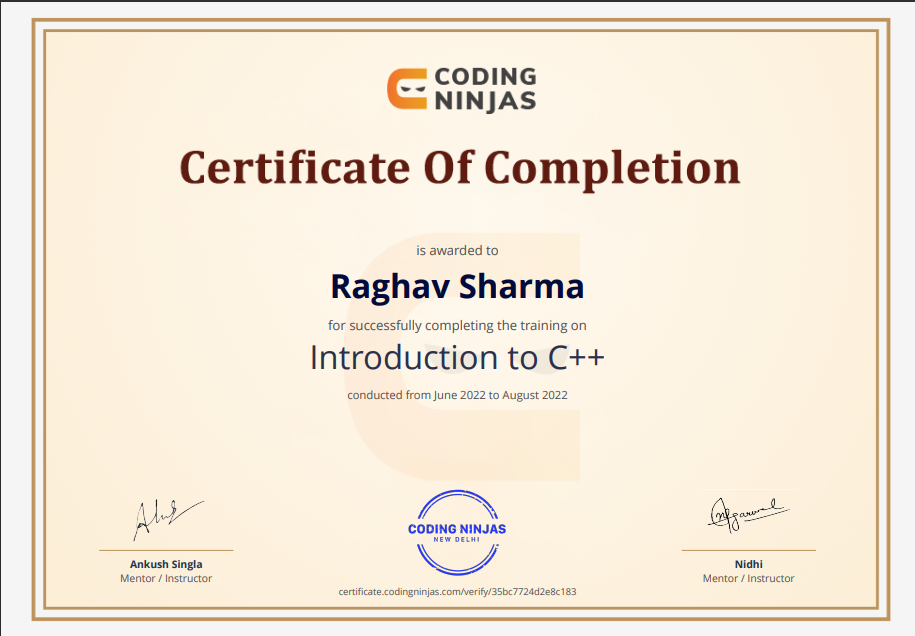 CODING
NINJAS
Certificate Of Completion
is awarded to
Raghav Sharma
for successfully completing the training on
Introduction to C++
conducted from June 2022 to August 2022
CODING NINJAS
NEW DELHI
Ankush Singla
Mentor / Instructor
Nidhi
Mentor / Instructor
certificate.codingninjas.com/verify/35bc7724d2e8c183